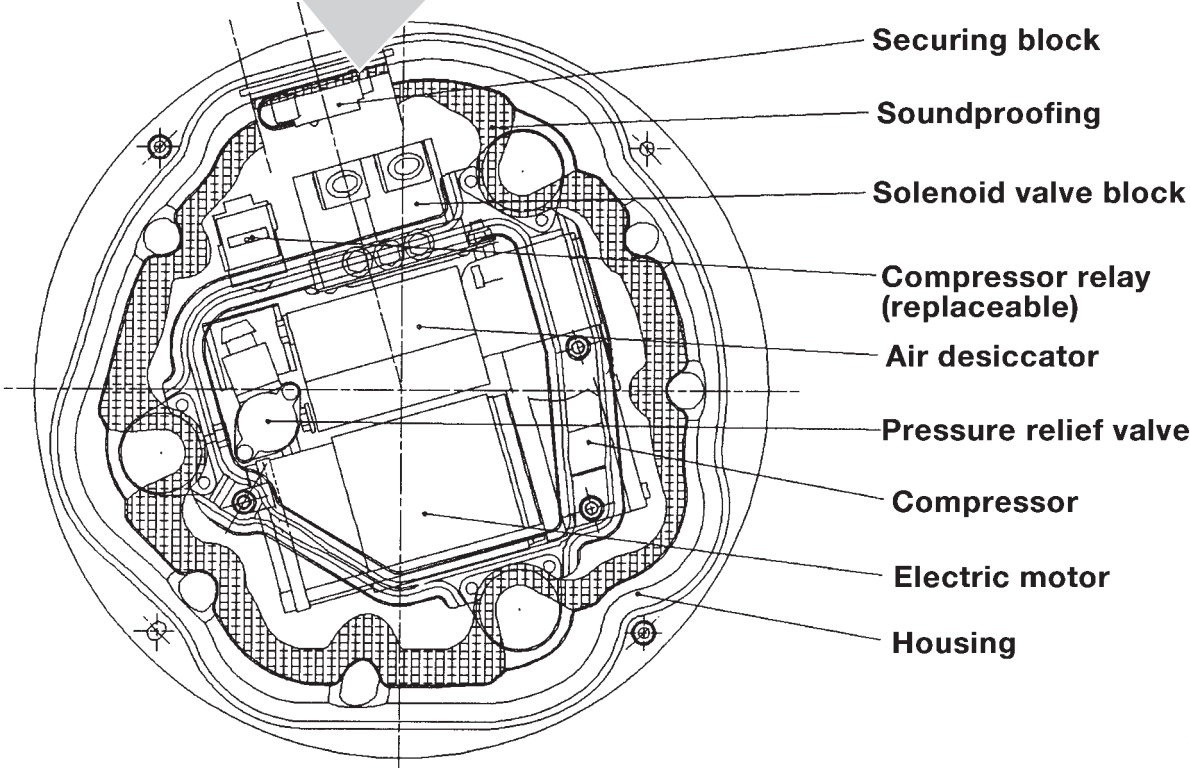 Securing block
Soundproofing
Solenoid valve block
Compressor relay
(replaceable)
Air desiccator
Pressure relief valve
Compressor
Electric motor
Housing